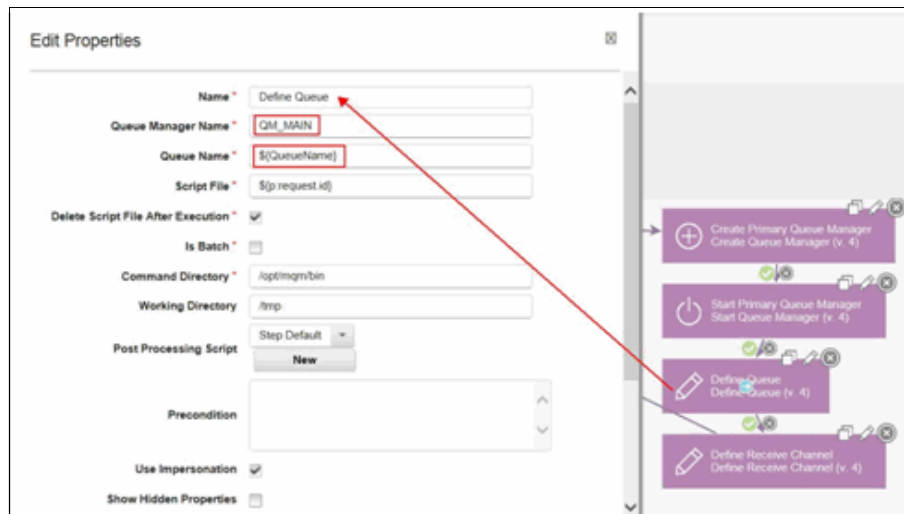 Edit Properties
Name *
Define Queue
Queue Manager Name *
QM_MAIN
Queue Name *
${QueueName}
Script File *
${p:request.id}
Delete Script File After Execution *
Is Batch *
Command Directory *
/opt/mqm/bin
Working Directory
/tmp
Post Processing Script
Step Default
New
Precondition
Use Impersonation
Show Hidden Properties
Create Primary Queue Manager
Create Queue Manager (v. 4)
Start Primary Queue Manager
Start Queue Manager (v. 4)
Define Queue
Define Queue (v. 4)
Define Receive Channel
Define Receive Channel (v. 4)